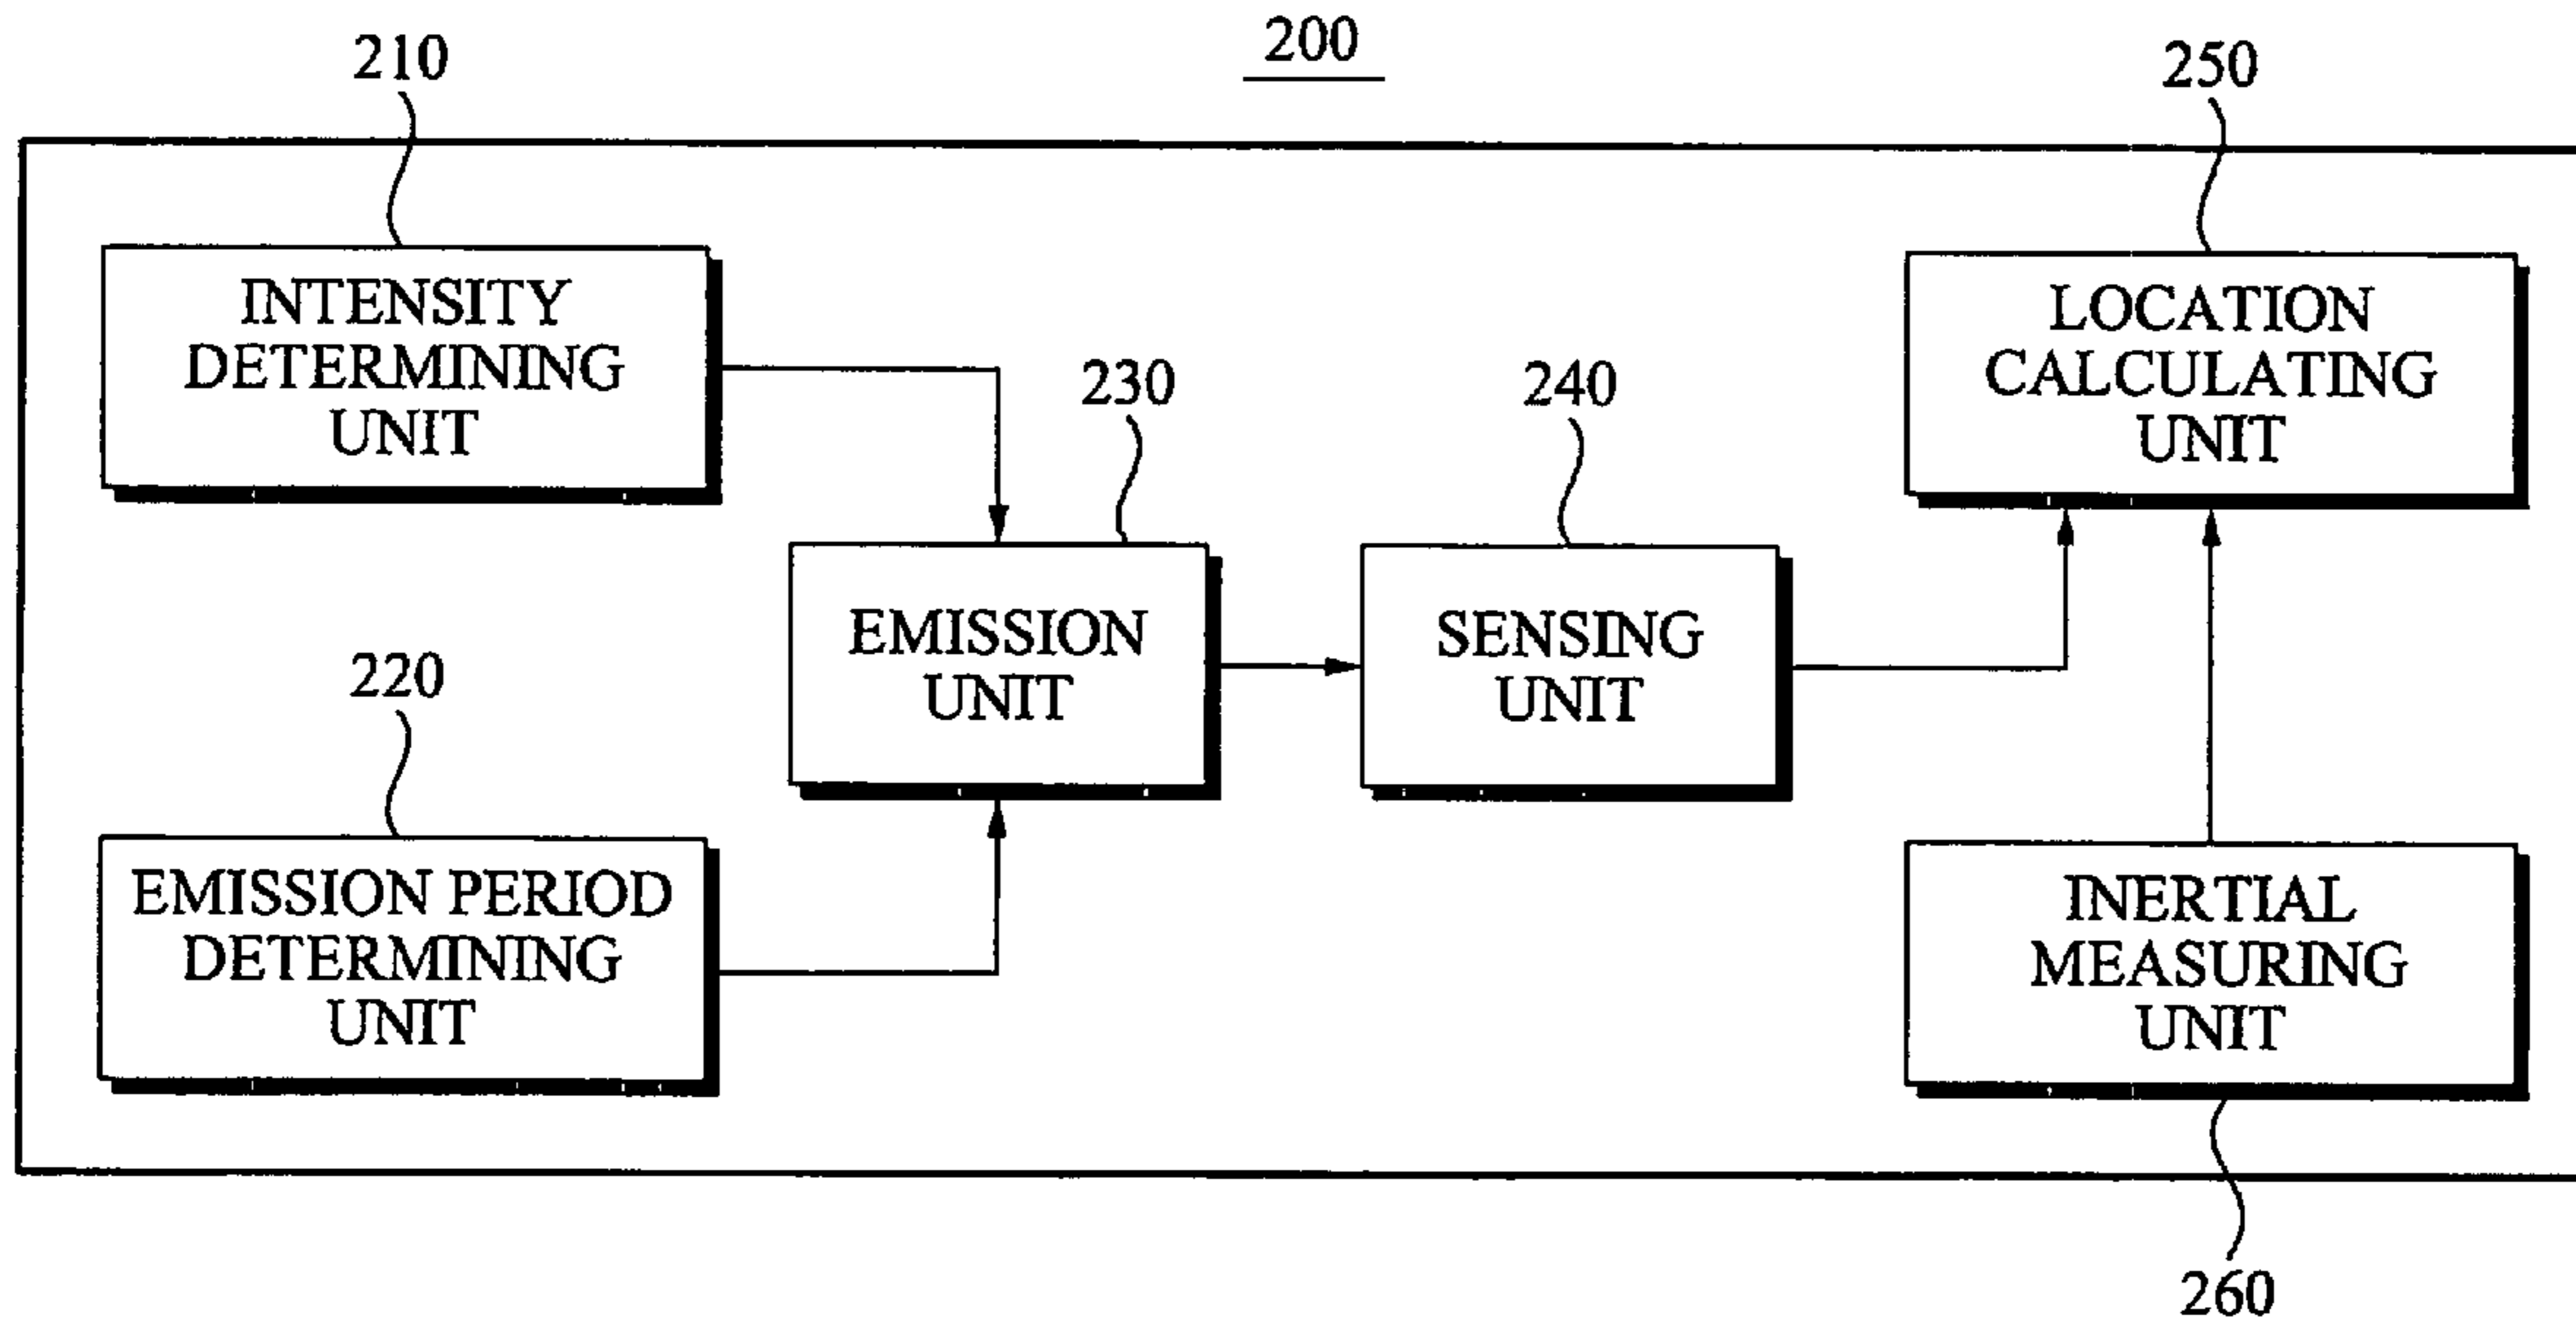 200
210
INTENSITY
DETERMINING
UNIT
220
EMISSION PERIOD
DETERMINING
UNIT
230
EMISSION
UNIT
240
SENSING
UNIT
250
LOCATION
CALCULATING
UNIT
INERTIAL
MEASURING
UNIT
260